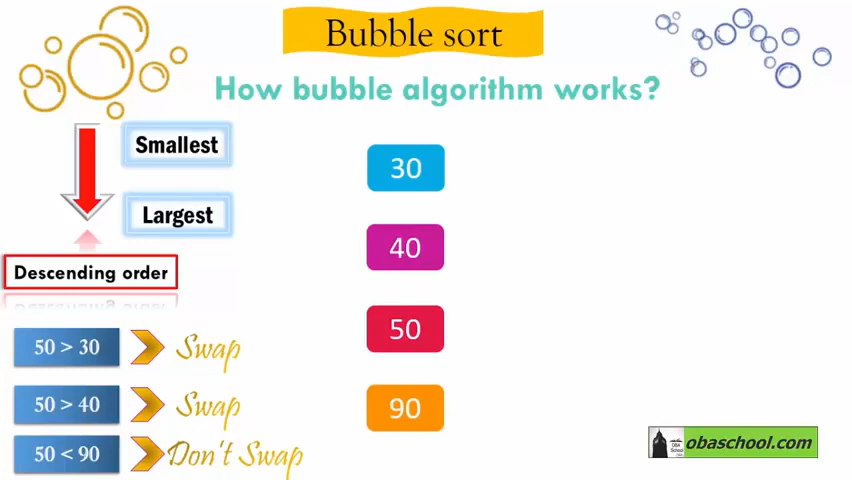 Bubble sort
How bubble algorithm works?
Smallest
Largest
Descending order
50 > 30
Swap
50 > 40
Swap
50 < 90
Don't Swap
30
40
50
90
obaschool.com